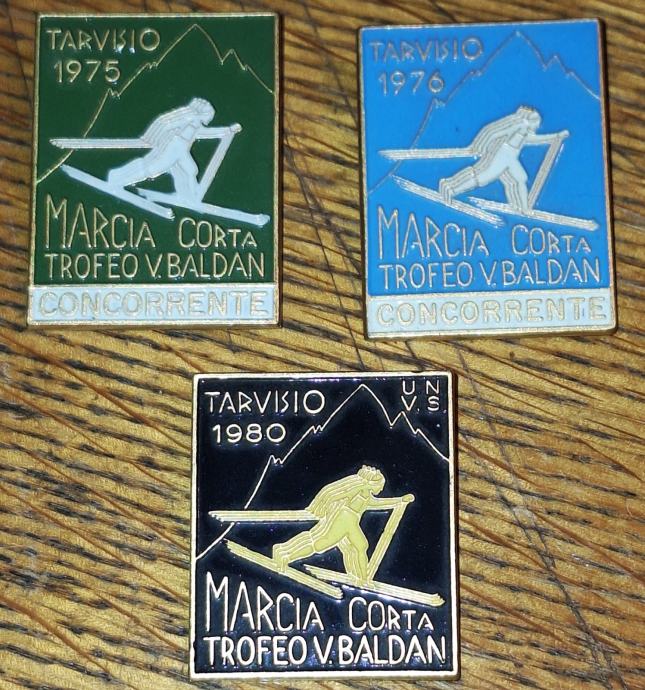 TARVISIO
1975
MARCIA CORTA
TROFEO V. BALDAN
CONCORRENTE
TARVISIO
1976
MARCIA CORTA
TROFEO V. BALDAN
CONCORRENTE
TARVISIO
1980
U N
V. S.
MARCIA CORTA
TROFEO V. BALDAN